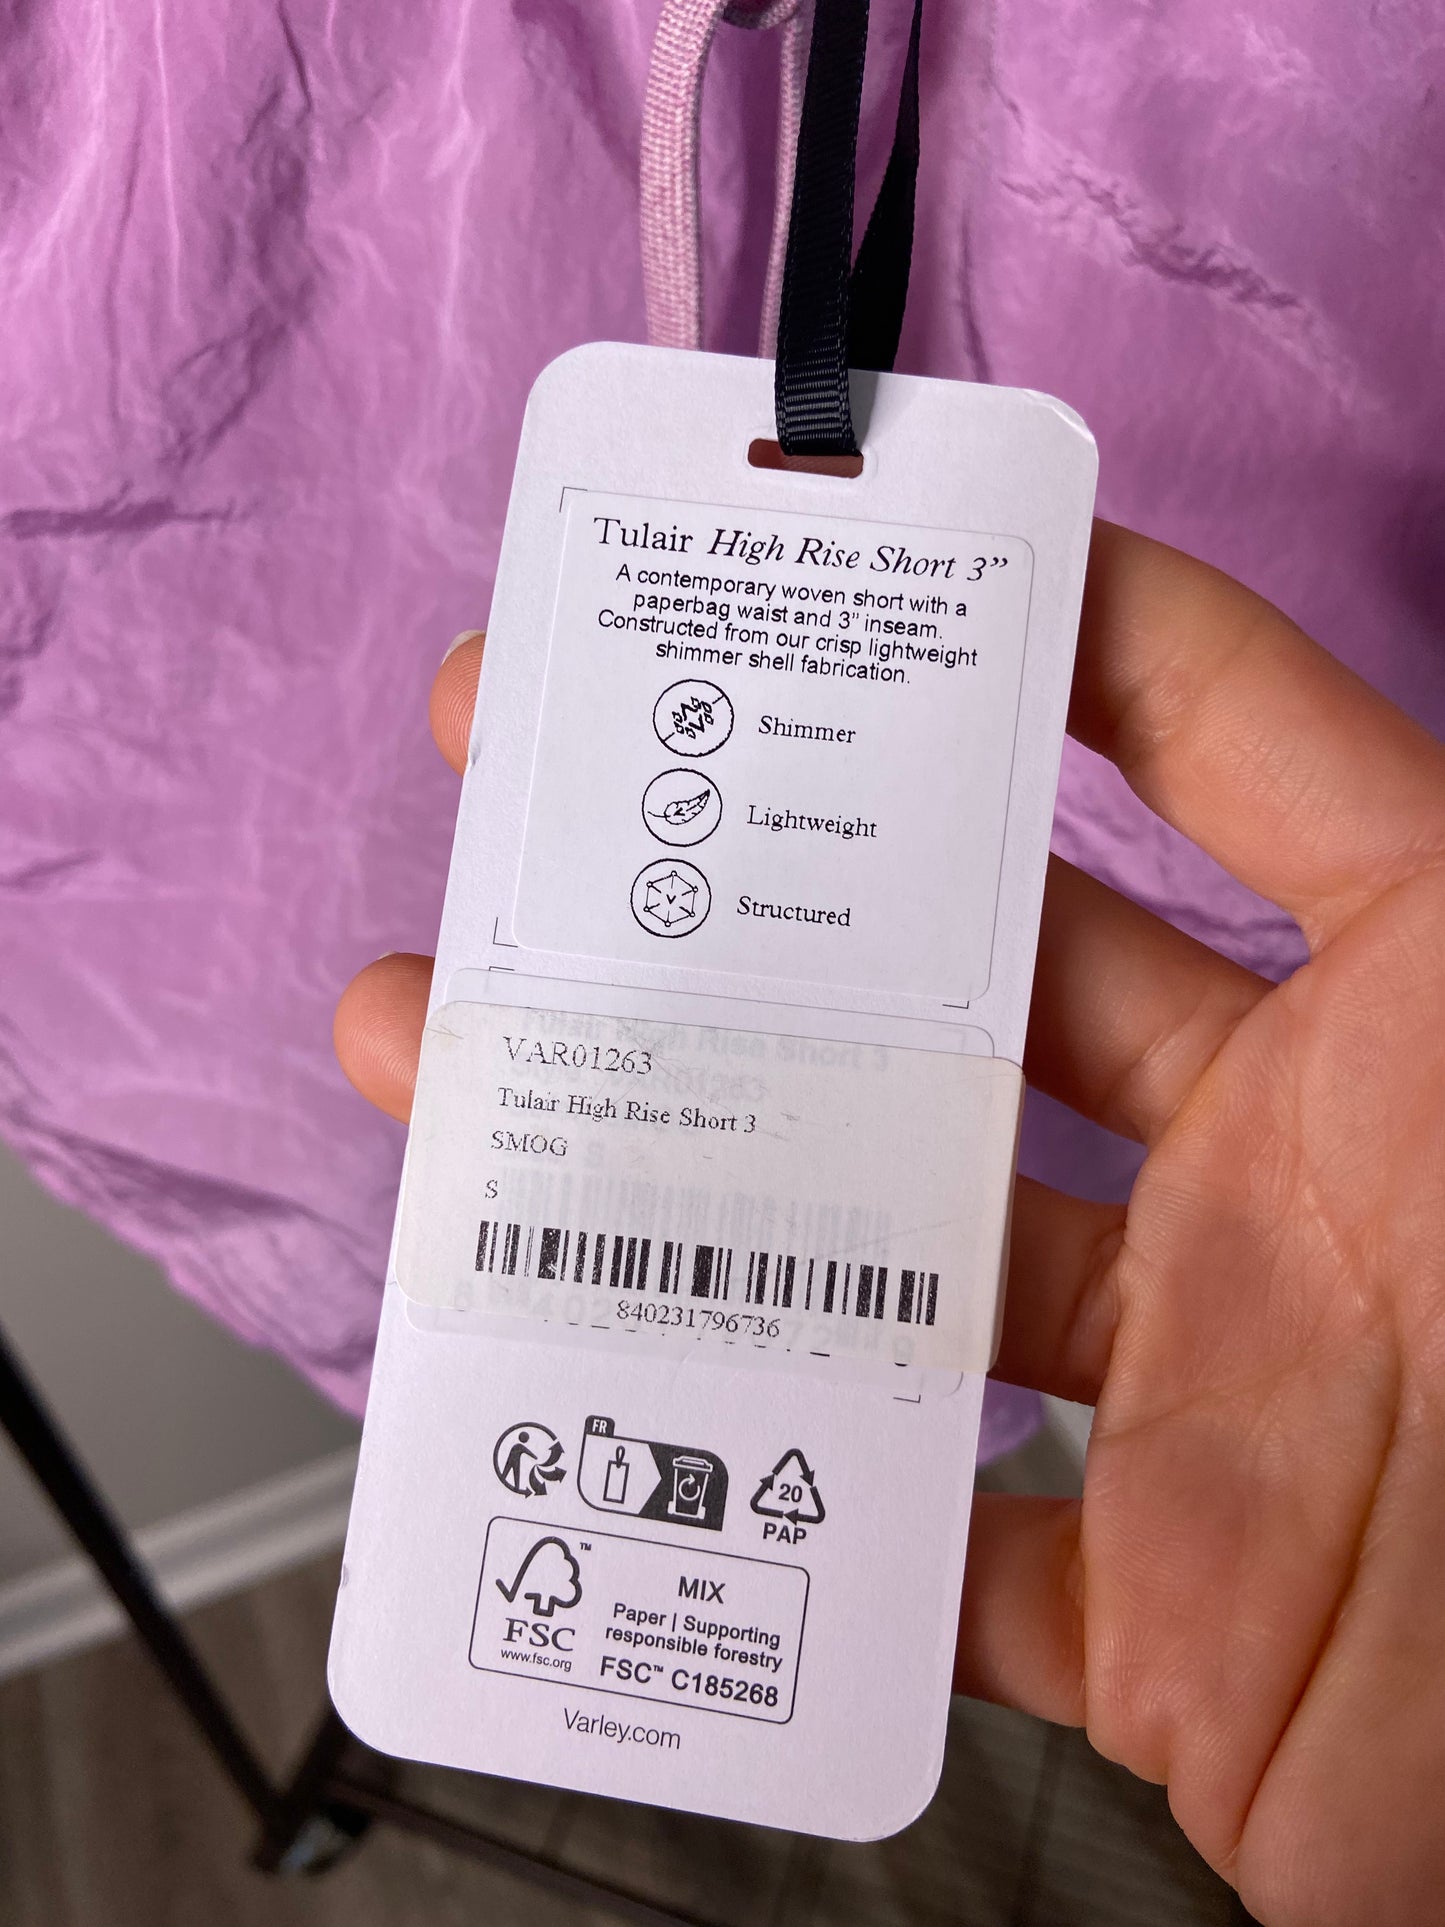 Tulair High Rise Short 3”
A contemporary woven short with a
paperbag waist and 3” inseam.
Constructed from our crisp lightweight
shimmer shell fabrication.
Shimmer
Lightweight
Structured
VAR01263
Tulair High Rise Short 3
SMOG
S
840231796736
FR
20
PAP
™
FSC
www.fsc.org
MIX
Paper | Supporting
responsible forestry
FSC™ C185268
Varley.com